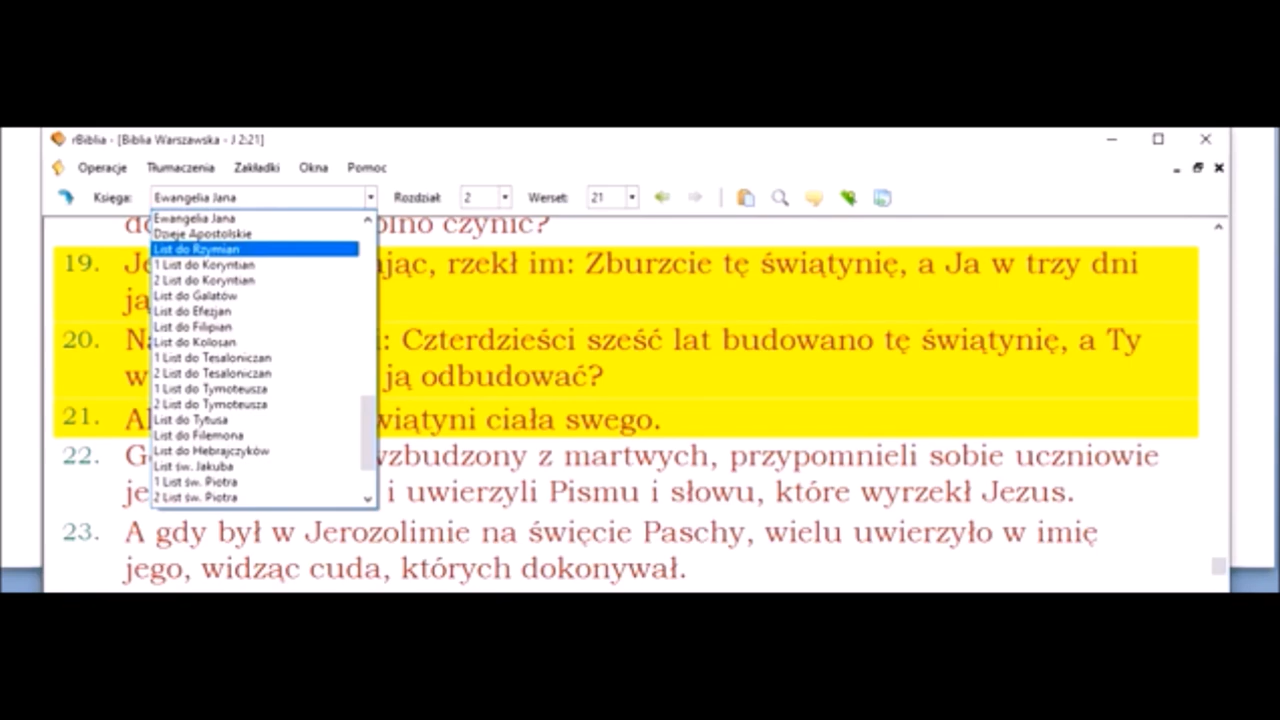 rBiblia - [Biblia Warszawska - J 2:21]
Operacje Tłumaczenia Zakładki Okna Pomoc
Księga: Ewangelia Jana Rozdział 2 Werset: 21
Ewangelia Jana
Dzieje Apostolskie
List do Rzymian
1 List do Koryntian
2 List do Koryntian
List do Galatów
List do Efezjan
List do Filipian
List do Kolosan
1 List do Tesaloniczan
2 List do Tesaloniczan
1 List do Tymoteusza
2 List do Tymoteusza
List do Tytusa
List do Filemona
List do Hebrajczyków
List św. Jakuba
1 List św. Piotra
2 List św. Piotra
czynić?
19. rzekł im: Zburzcie tę świątynię, a Ja w trzy dni
20. Czterdzieści sześć lat budowano tę świątynię, a Ty
w ją odbudować?
21. ciała swego.
22. z martwych, przypomnieli sobie uczniowie
i uwierzyli Pismu i słowu, które wyrzekł Jezus.
23. A gdy był w Jerozolimie na święcie Paschy, wielu uwierzyło w imię
jego, widząc cuda, których dokonywał.